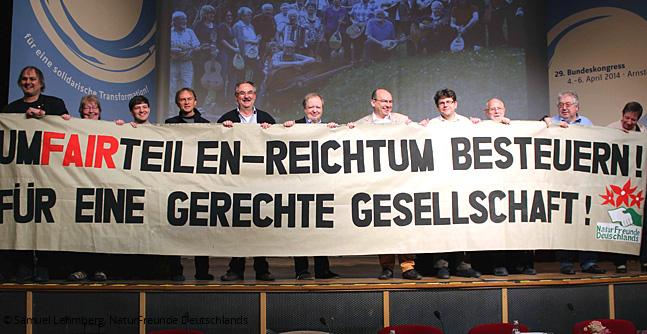 für eine solidarische Transformation!
29. Bundeskongress
4. - 6. April 2014 - Arnst
UMFAIRTEILEN-REICHTUM BESTEUERN!
FÜR EINE GERECHTE GESELLSCHAFT!
NaturFreunde
Deutschlands
© Samuel Lehmberg, NaturFreunde Deutschlands